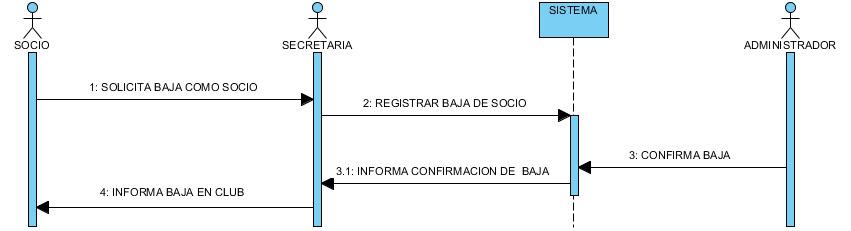 SISTEMA
SOCIO
SECRETARIA
ADMINISTRADOR
1: SOLICITA BAJA COMO SOCIO
2: REGISTRAR BAJA DE SOCIO
3: CONFIRMA BAJA
3.1: INFORMA CONFIRMACION DE  BAJA
4: INFORMA BAJA EN CLUB